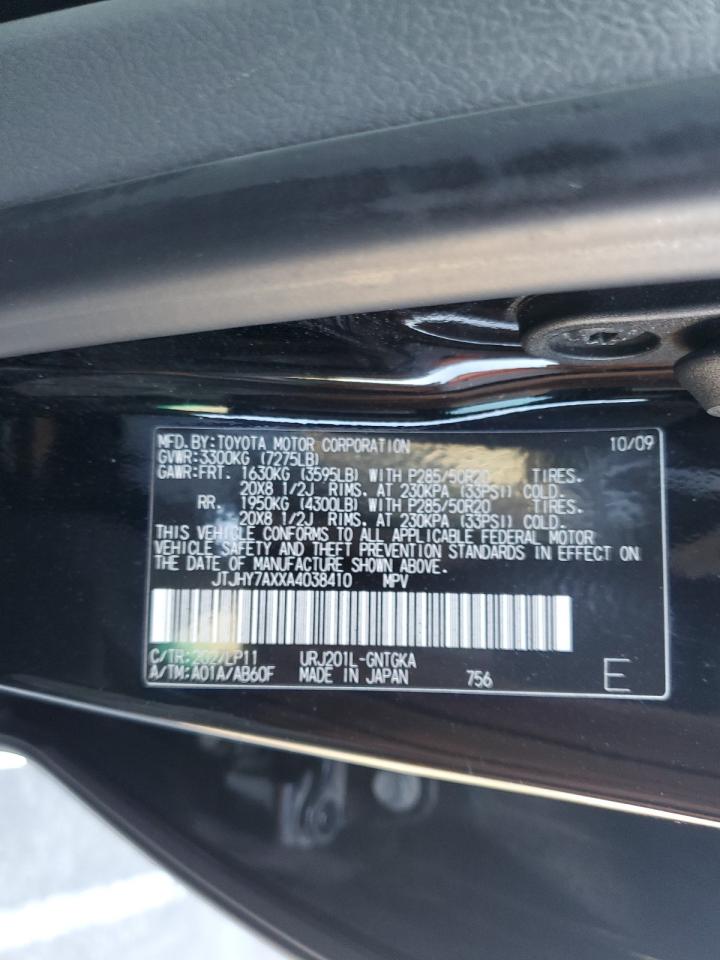 MFD.BY:TOYOTA MOTOR CORPORATION 10/09
GVWR:3300KG (7275LB)
GAWR:FRT. 1630KG (3595LB) WITH P285/50R20 TIRES.
20X8 1/2J RIMS. AT 230KPA (33PSI) COLD.
RR. 1950KG (4300LB) WITH P285/50R20 TIRES.
20X8 1/2J RIMS. AT 230KPA (33PSI) COLD.
THIS VEHICLE CONFORMS TO ALL APPLICABLE FEDERAL MOTOR
VEHICLE SAFETY AND THEFT PREVENTION STANDARDS IN EFFECT ON
THE DATE OF MANUFACTURE SHOWN ABOVE.
JTJHY7AXXA4038410 MPV
C/TR:202/LP11 URJ201L-GNTGKA
A/TM:A01A/AB60F MADE IN JAPAN 756 E